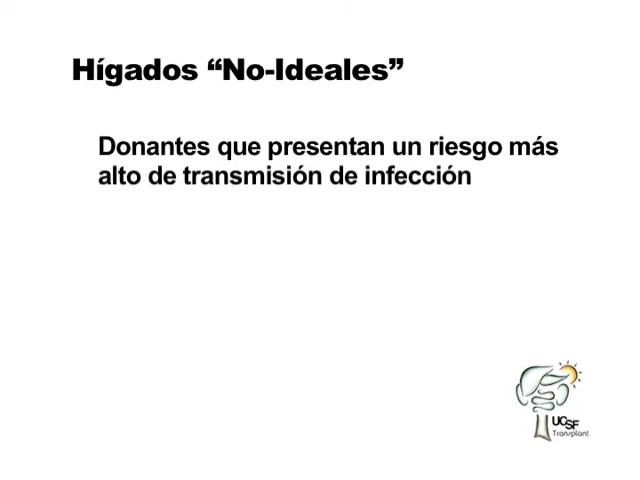 Hígados “No-Ideales”
Donantes que presentan un riesgo más
alto de transmisión de infección
UCSF
Transplant